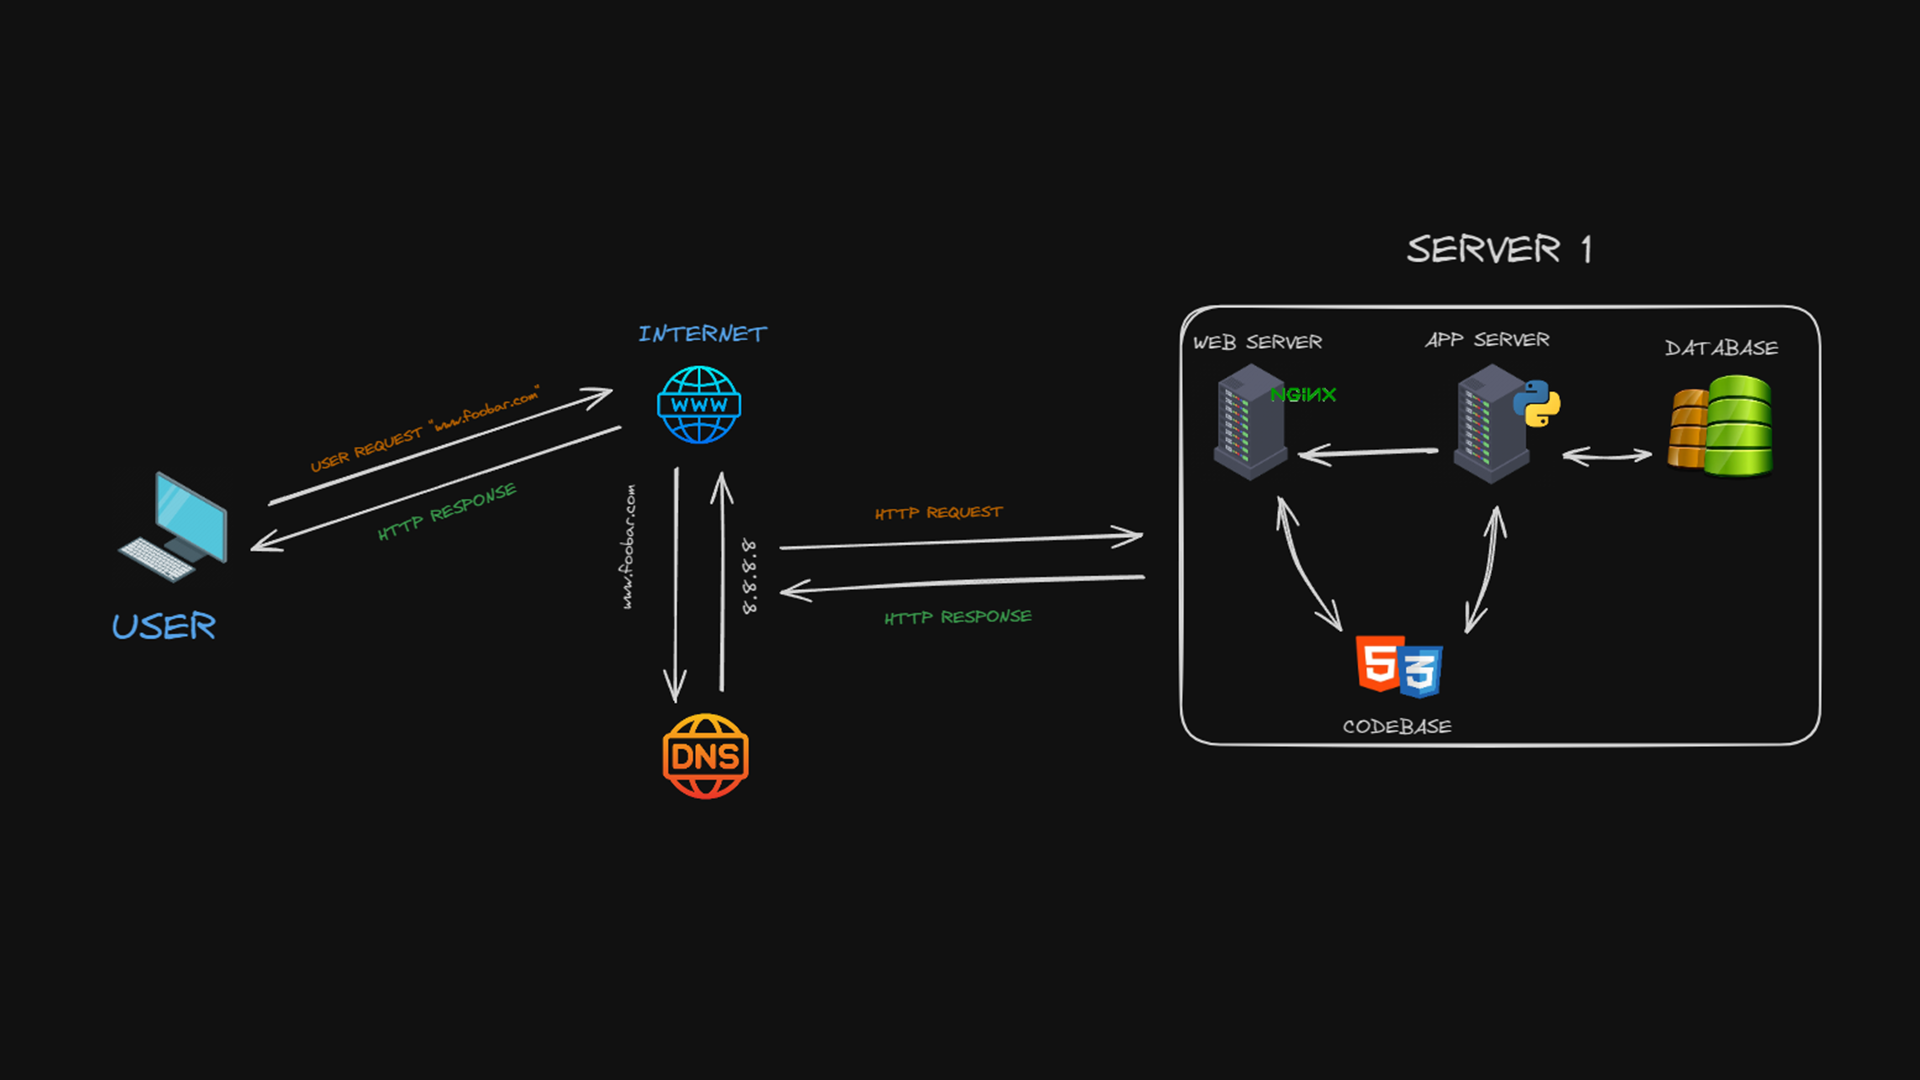 SERVER 1
INTERNET
WWW
USER REQUEST "www.foobar.com"
HTTP RESPONSE
USER
www.foobar.com
8.8.8.8
DNS
HTTP REQUEST
HTTP RESPONSE
WEB SERVER
NGINX
APP SERVER
DATABASE
5
3
CODEBASE